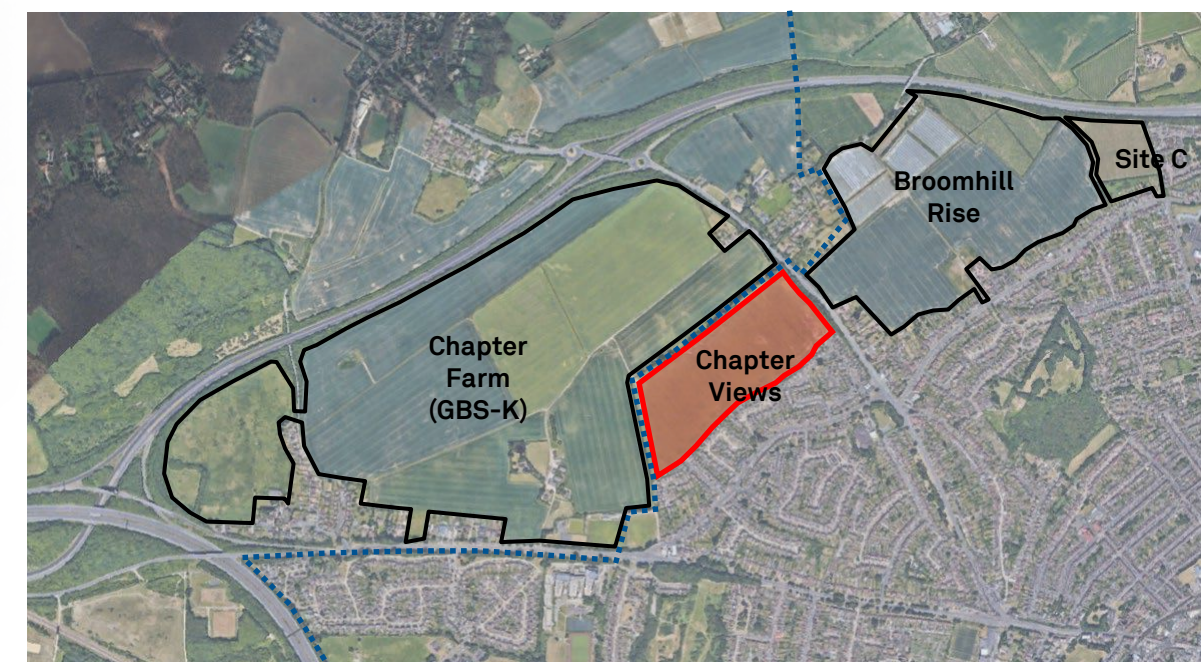 Site C
Broomhill
Rise
Chapter
Farm
(GBS-K)
Chapter
Views